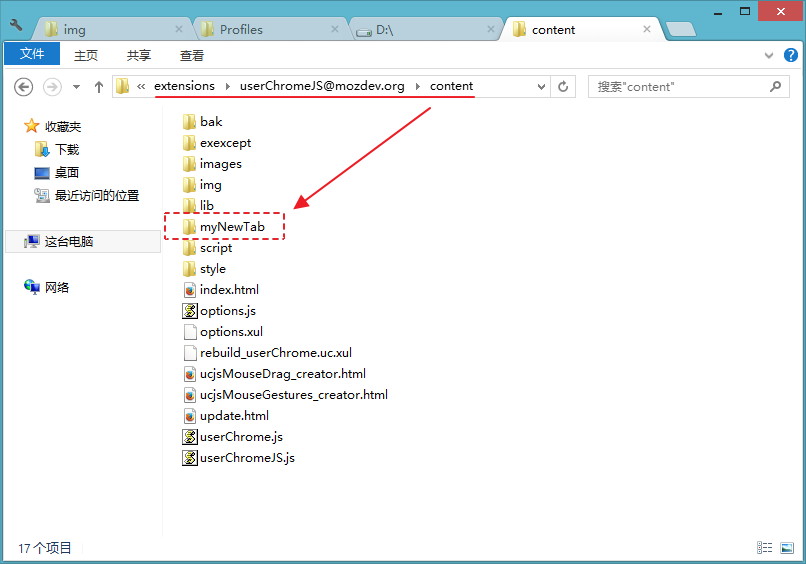 img
Profiles
D:\
content
文件
主页
共享
查看
« extensions userChromeJS@mozdev.org content
搜索"content"
收藏夹
下载
桌面
最近访问的位置
这台电脑
网络
bak
exexcept
images
img
lib
myNewTab
script
style
index.html
options.js
options.xul
rebuild_userChrome.uc.xul
ucjsMouseDrag_creator.html
ucjsMouseGestures_creator.html
update.html
userChrome.js
userChromeJS.js
17 个项目